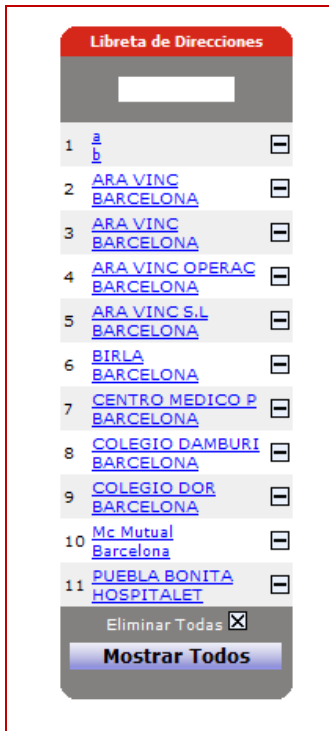 Libreta de Direcciones
1 a
b
2 ARA VINC
BARCELONA
3 ARA VINC
BARCELONA
4 ARA VINC OPERAC
BARCELONA
5 ARA VINC S.L
BARCELONA
6 BIRLA
BARCELONA
7 CENTRO MEDICO P
BARCELONA
8 COLEGIO DAMBURI
BARCELONA
9 COLEGIO DOR
BARCELONA
10 Mc Mutual
Barcelona
11 PUEBLA BONITA
HOSPITALET
Eliminar Todas
Mostrar Todos